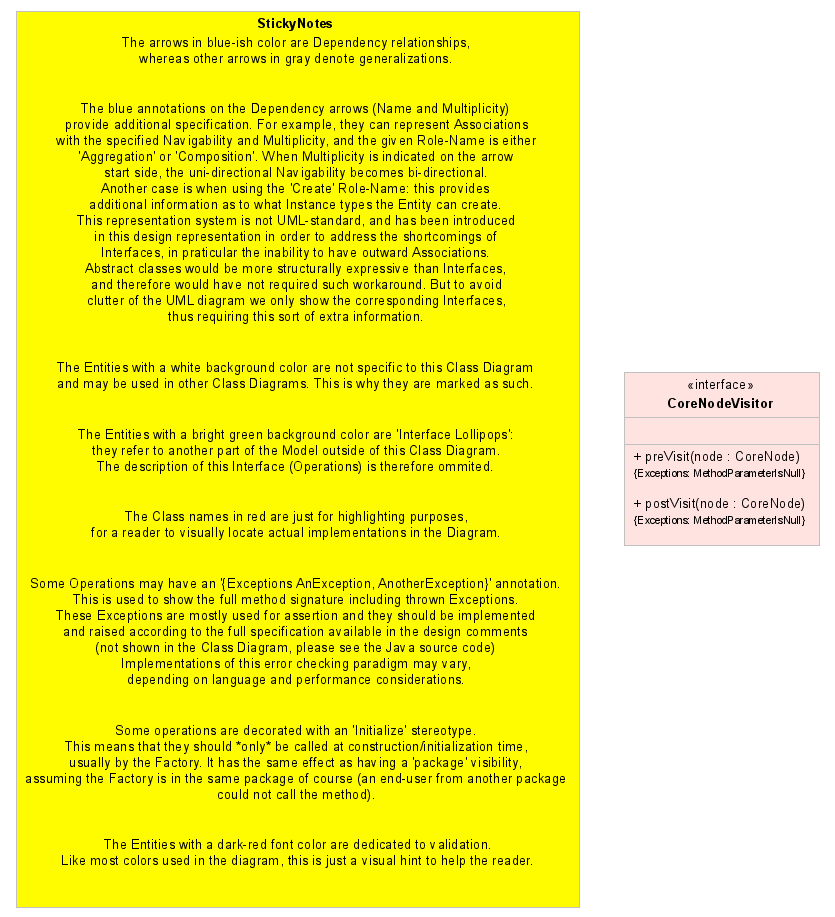 StickyNotes
The arrows in blue-ish color are Dependency relationships,
whereas other arrows in gray denote generalizations.
The blue annotations on the Dependency arrows (Name and Multiplicity)
provide additional specification. For example, they can represent Associations
with the specified Navigability and Multiplicity, and the given Role-Name is either
'Aggregation' or 'Composition'. When Multiplicity is indicated on the arrow
start side, the uni-directional Navigability becomes bi-directional.
Another case is when using the 'Create' Role-Name: this provides
additional information as to what Instance types the Entity can create.
This representation system is not UML-standard, and has been introduced
in this design representation in order to address the shortcomings of
Interfaces, in praticular the inability to have outward Associations.
Abstract classes would be more structurally expressive than Interfaces,
and therefore would have not required such workaround. But to avoid
clutter of the UML diagram we only show the corresponding Interfaces,
thus requiring this sort of extra information.
The Entities with a white background color are not specific to this Class Diagram
and may be used in other Class Diagrams. This is why they are marked as such.
The Entities with a bright green background color are 'Interface Lollipops':
they refer to another part of the Model outside of this Class Diagram.
The description of this Interface (Operations) is therefore ommited.
The Class names in red are just for highlighting purposes,
for a reader to visually locate actual implementations in the Diagram.
Some Operations may have an '{Exceptions AnException, AnotherException}' annotation.
This is used to show the full method signature including thrown Exceptions.
These Exceptions are mostly used for assertion and they should be implemented
and raised according to the full specification available in the design comments
(not shown in the Class Diagram, please see the Java source code)
Implementations of this error checking paradigm may vary,
depending on language and performance considerations.
Some operations are decorated with an 'Initialize' stereotype.
This means that they should *only* be called at construction/initialization time,
usually by the Factory. It has the same effect as having a 'package' visibility,
assuming the Factory is in the same package of course (an end-user from another package
could not call the method).
The Entities with a dark-red font color are dedicated to validation.
Like most colors used in the diagram, this is just a visual hint to help the reader.
«interface»
CoreNodeVisitor
+ preVisit(node : CoreNode)
{Exceptions: MethodParameterIsNull}
+ postVisit(node : CoreNode)
{Exceptions: MethodParameterIsNull}